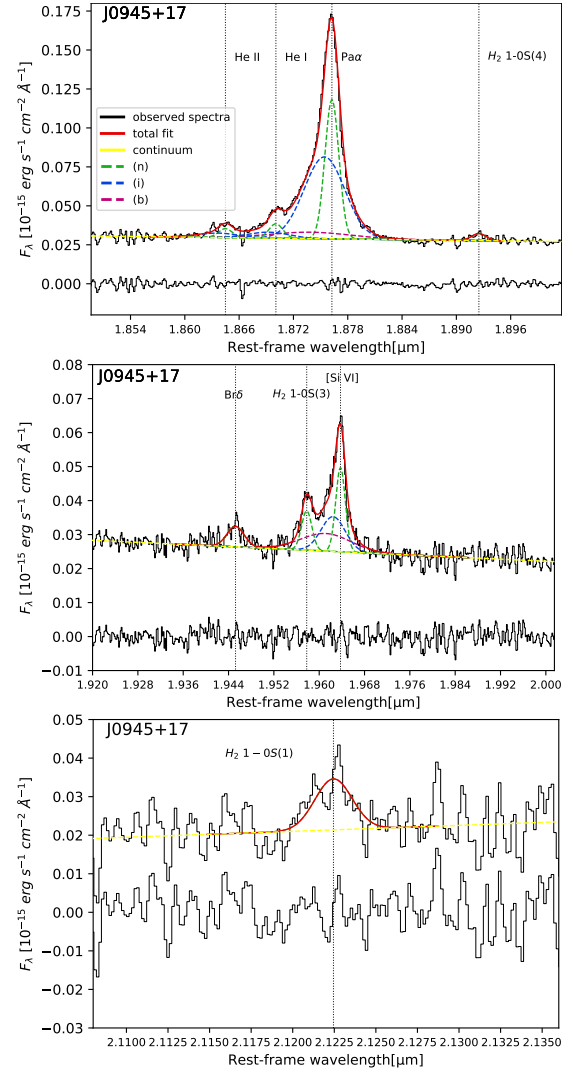 J0945+17
He II
He I
Paα
H₂ 1-0S(4)
observed spectra
total fit
continuum
(n)
(i)
(b)
0.175
0.150
0.125
0.100
0.075
0.050
0.025
0.000
Fλ [10⁻¹⁵ erg s⁻¹ cm⁻² Å⁻¹]
1.854 1.860 1.866 1.872 1.878 1.884 1.890 1.896
Rest-frame wavelength[μm]
J0945+17
[Si VI]
Brδ
H₂ 1-0S(3)
0.08
0.07
0.06
0.05
0.04
0.03
0.02
0.01
0.00
−0.01
Fλ [10⁻¹⁵ erg s⁻¹ cm⁻² Å⁻¹]
1.920 1.928 1.936 1.944 1.952 1.960 1.968 1.976 1.984 1.992 2.000
Rest-frame wavelength[μm]
J0945+17
H₂ 1−0S(1)
0.05
0.04
0.03
0.02
0.01
0.00
−0.01
−0.02
−0.03
Fλ [10⁻¹⁵ erg s⁻¹ cm⁻² Å⁻¹]
2.1100 2.1125 2.1150 2.1175 2.1200 2.1225 2.1250 2.1275 2.1300 2.1325 2.1350
Rest-frame wavelength[μm]